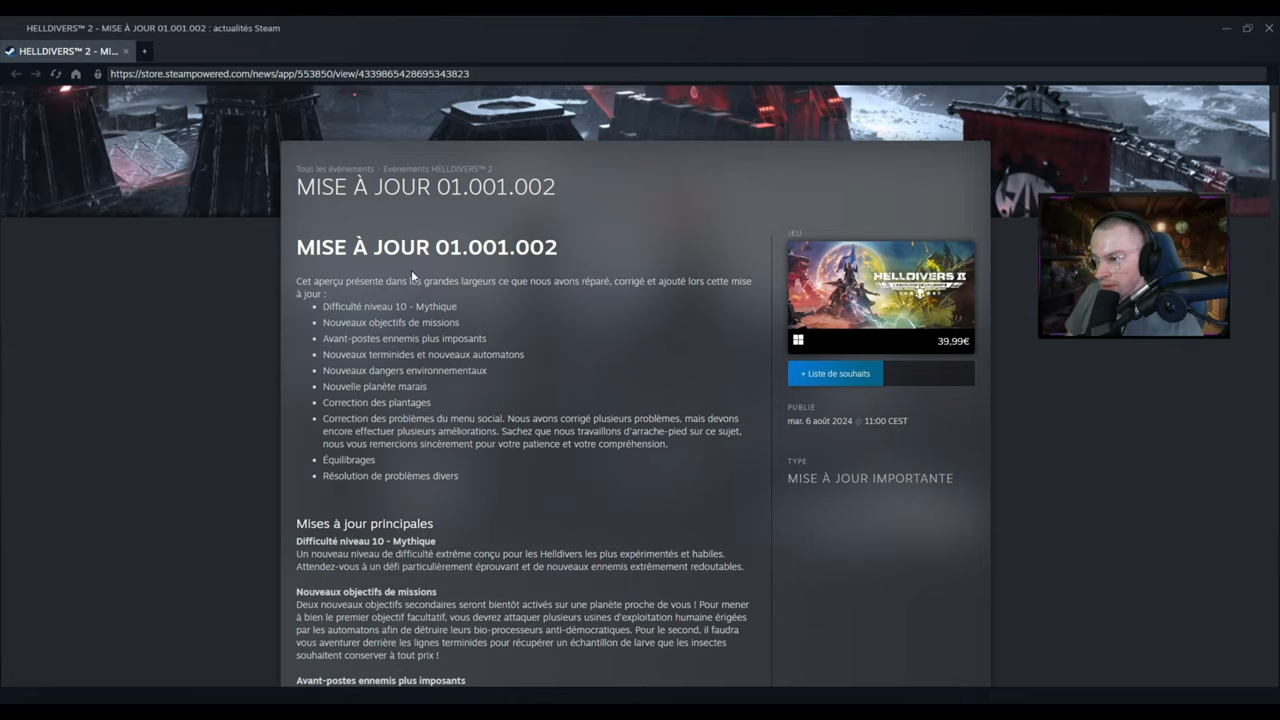 HELLDIVERS™ 2 - MISE À JOUR 01.001.002 : actualités Steam
HELLDIVERS™ 2 - MI...
https://store.steampowered.com/news/app/553850/view/4339865428695343823
Tous les évènements
Évènements HELLDIVERS™ 2
MISE À JOUR 01.001.002
MISE À JOUR 01.001.002
Cet aperçu présente dans les grandes largeurs ce que nous avons réparé, corrigé et ajouté lors cette mise
à jour :
• Difficulté niveau 10 - Mythique
• Nouveaux objectifs de missions
• Avant-postes ennemis plus imposants
• Nouveaux terminides et nouveaux automatons
• Nouveaux dangers environnementaux
• Nouvelle planète marais
• Correction des plantages
• Correction des problèmes du menu social. Nous avons corrigé plusieurs problèmes, mais devons
encore effectuer plusieurs améliorations. Sachez que nous travaillons d'arrache-pied sur ce sujet,
nous vous remercions sincèrement pour votre patience et votre compréhension.
• Équilibrages
• Résolution de problèmes divers
Mises à jour principales
Difficulté niveau 10 - Mythique
Un nouveau niveau de difficulté extrême conçu pour les Helldivers les plus expérimentés et habiles.
Attendez-vous à un défi particulièrement éprouvant et de nouveaux ennemis extrêmement redoutables.
Nouveaux objectifs de missions
Deux nouveaux objectifs secondaires seront bientôt activés sur une planète proche de vous ! Pour mener
à bien le premier objectif facultatif, vous devrez attaquer plusieurs usines d'exploitation humaine érigées
par les automatons afin de détruire leurs bio-processeurs anti-démocratiques. Pour le second, il faudra
vous aventurer derrière les lignes terminides pour récupérer un échantillon de larve que les insectes
souhaitent conserver à tout prix !
Avant-postes ennemis plus imposants
JEU
HELLDIVERS II
39,99€
+ Liste de souhaits
PUBLIÉ
mar. 6 août 2024 @ 11:00 CEST
TYPE
MISE À JOUR IMPORTANTE